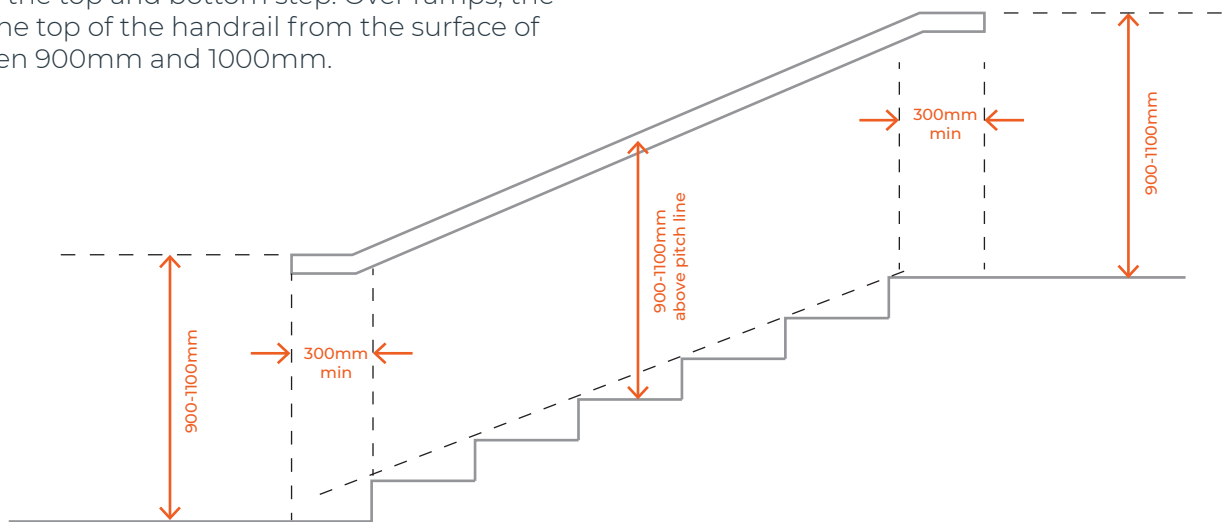 the top and bottom step. Over ramps, the
he top of the handrail from the surface of
en 900mm and 1000mm.
300mm
min
900-1100mm
900-1100mm
above pitch line
900-1100mm
300mm
min